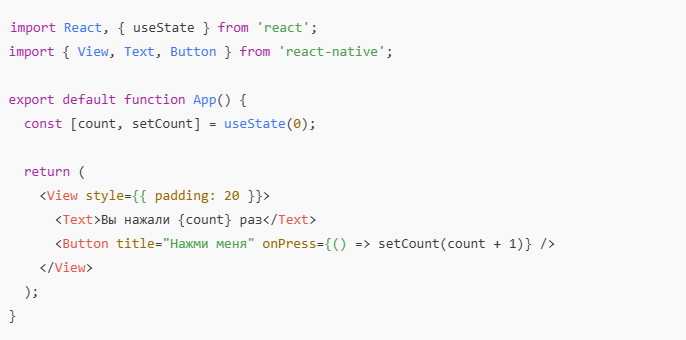 import React, { useState } from 'react';
import { View, Text, Button } from 'react-native';

export default function App() {
  const [count, setCount] = useState(0);

  return (
    <View style={{ padding: 20 }}>
      <Text>Вы нажали {count} раз</Text>
      <Button title="Нажми меня" onPress={() => setCount(count + 1)} />
    </View>
  );
}